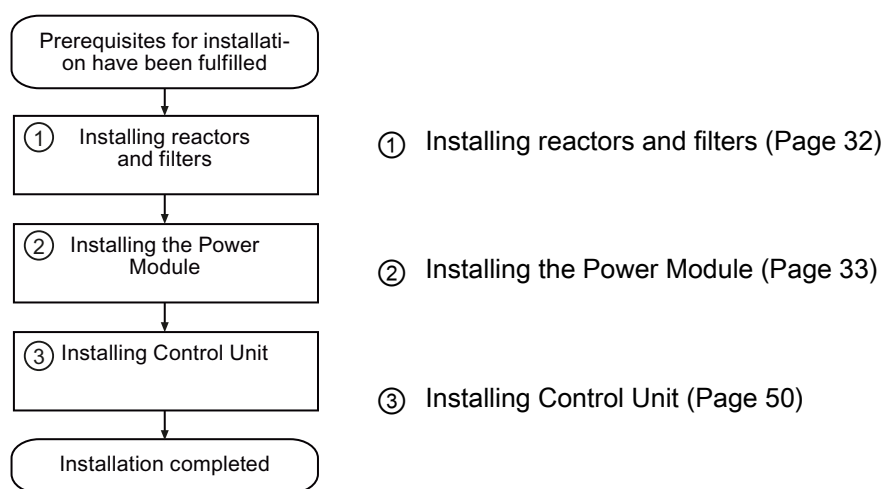 Prerequisites for installati-
on have been fulfilled
① Installing reactors
and filters
② Installing the Power
Module
③ Installing Control Unit
Installation completed
① Installing reactors and filters (Page 32)
② Installing the Power Module (Page 33)
③ Installing Control Unit (Page 50)